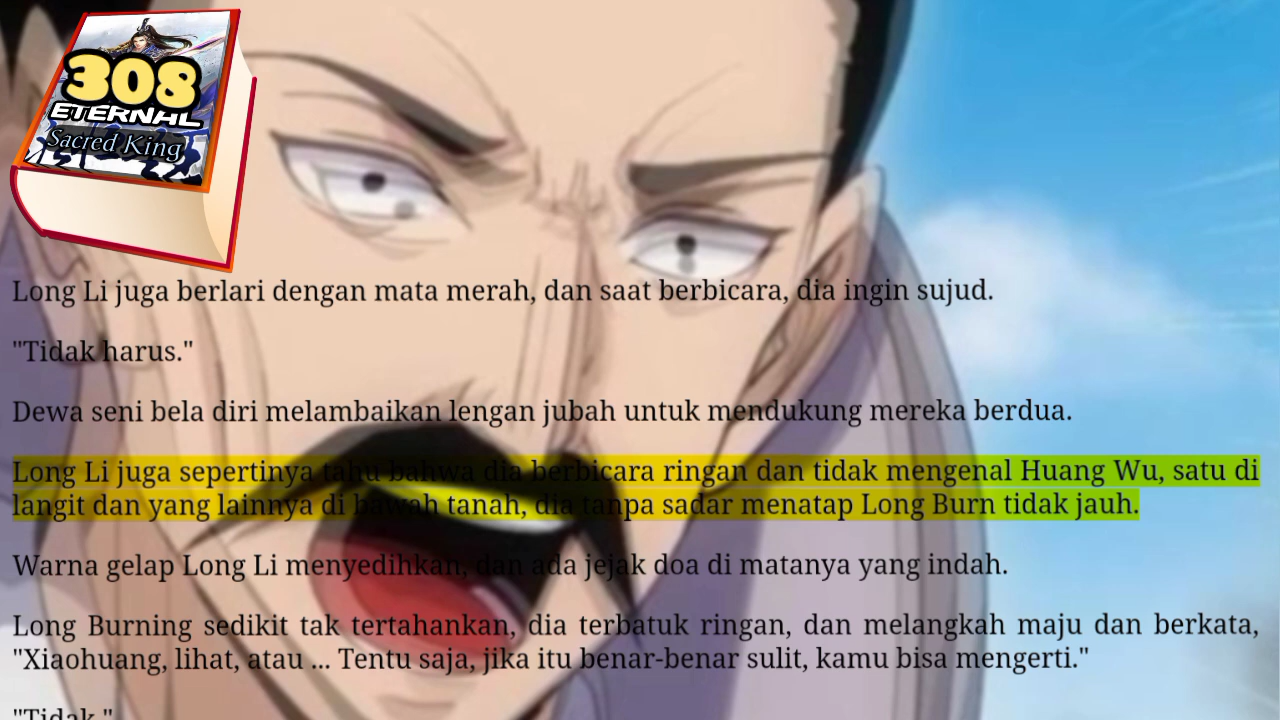 308
ETERNAL
Sacred King
Long Li juga berlari dengan mata merah, dan saat berbicara, dia ingin sujud.
"Tidak harus."
Dewa seni bela diri melambaikan lengan jubah untuk mendukung mereka berdua.
Long Li juga sepertinya tahu bahwa dia berbicara ringan dan tidak mengenal Huang Wu, satu di
langit dan yang lainnya di bawah tanah, dia tanpa sadar menatap Long Burn tidak jauh.
Warna gelap Long Li menyedihkan, dan ada jejak doa di matanya yang indah.
Long Burning sedikit tak tertahankan, dia terbatuk ringan, dan melangkah maju dan berkata,
"Xiaohuang, lihat, atau ... Tentu saja, jika itu benar-benar sulit, kamu bisa mengerti."
"Tidak."